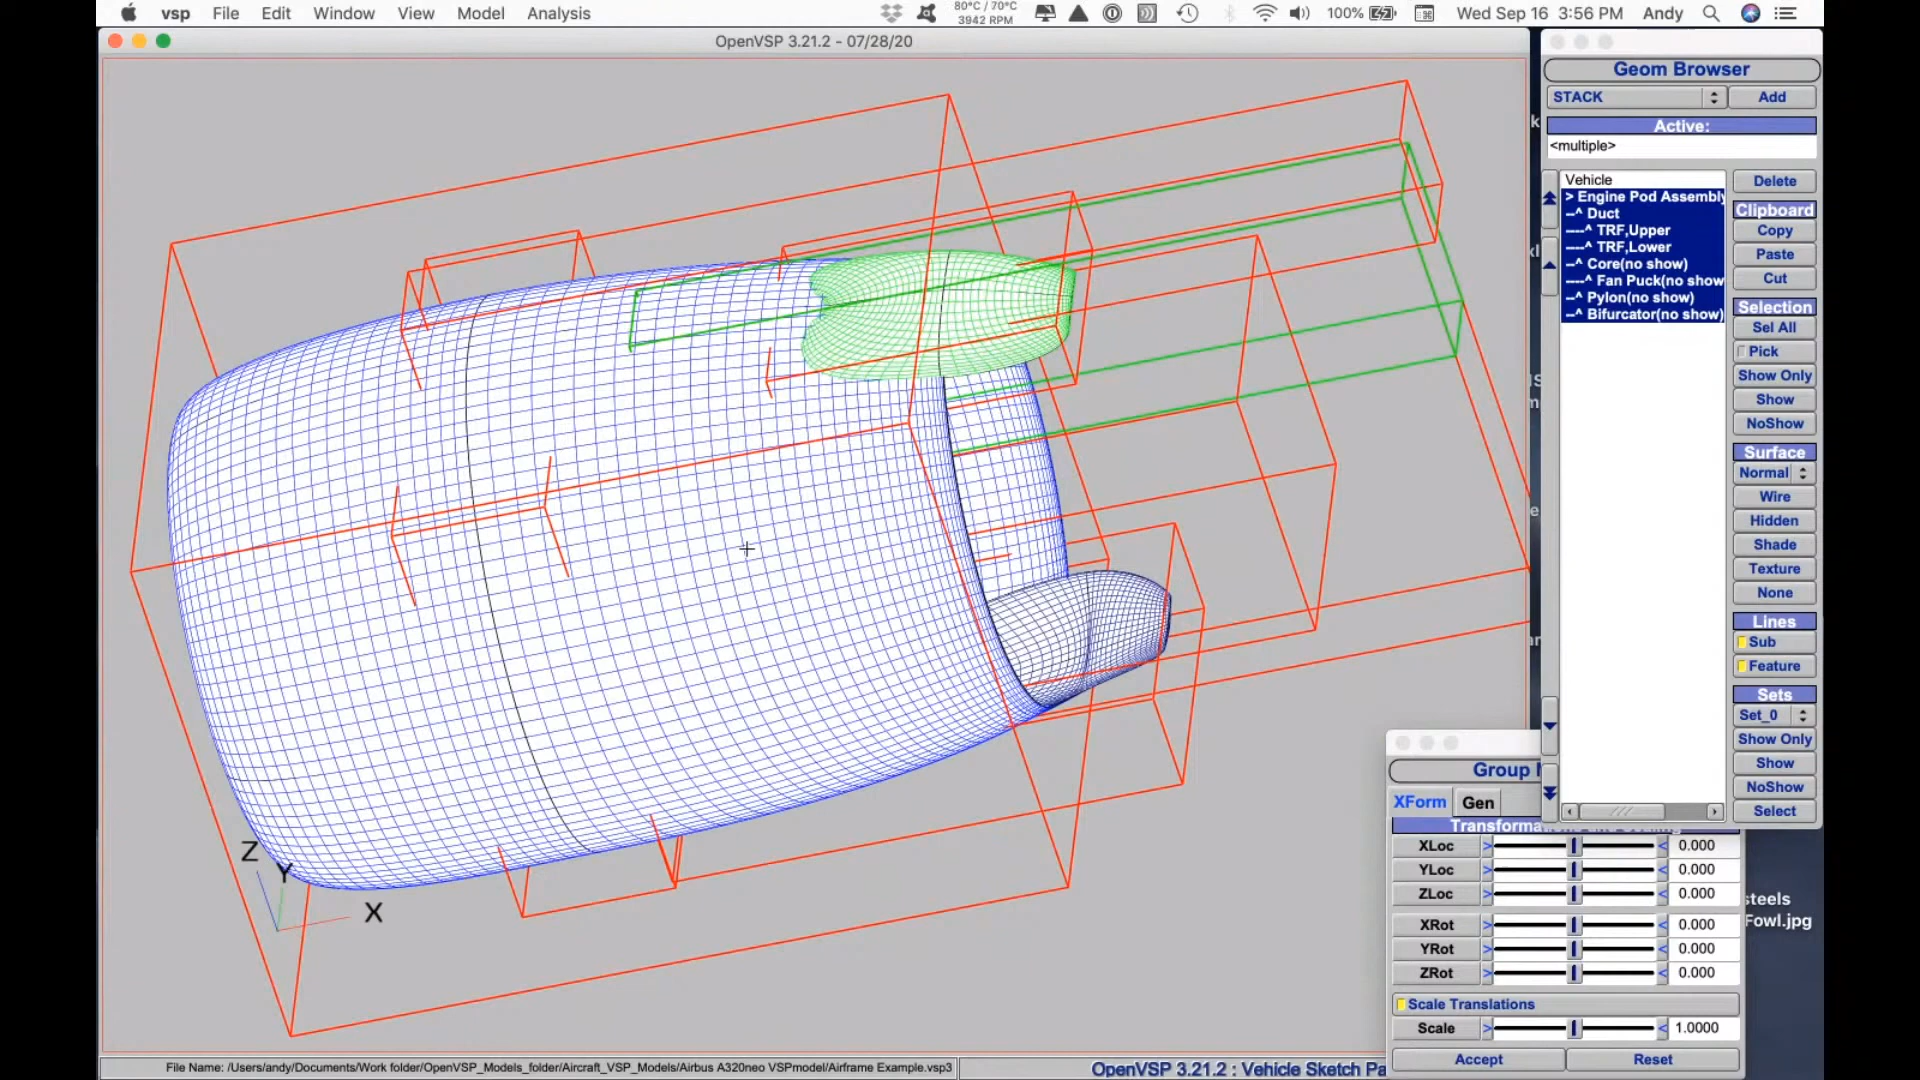 vsp File Edit Window View Model Analysis
80°C / 70°C
3942 RPM
100%
Wed Sep 16 3:56 PM Andy
OpenVSP 3.21.2 - 07/28/20
Geom Browser
STACK
Add
Active:
<multiple>
Vehicle
> Engine Pod Assembly
--^ Duct
----^ TRF,Upper
----^ TRF,Lower
--^ Core(no show)
----^ Fan Puck(no show
--^ Pylon(no show)
--^ Bifurcator(no show)
Delete
Clipboard
Copy
Paste
Cut
Selection
Sel All
Pick
Show Only
Show
NoShow
Surface
Normal
Wire
Hidden
Shade
Texture
None
Lines
Sub
Feature
Sets
Set_0
Show Only
Show
NoShow
Select
Z
Y
X
Group
XForm Gen
XLoc > < 0.000
YLoc > < 0.000
ZLoc > < 0.000
XRot > < 0.000
YRot > < 0.000
ZRot > < 0.000
Scale Translations
Scale > < 1.0000
Accept Reset
steels
Fowl.jpg
File Name: /Users/andy/Documents/Work folder/OpenVSP_Models_folder/Aircraft_VSP_Models/Airbus A320neo VSPmodel/Airframe Example.vsp3
OpenVSP 3.21.2 : Vehicle Sketch Pa